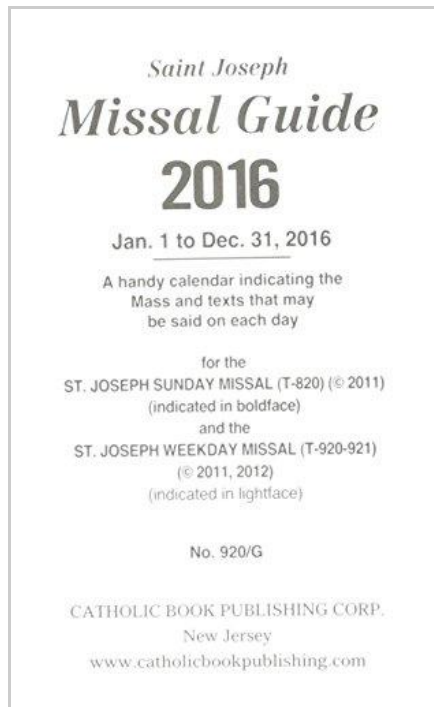 Saint Joseph
Missal Guide
2016
Jan. 1 to Dec. 31, 2016
A handy calendar indicating the
Mass and texts that may
be said on each day
for the
ST. JOSEPH SUNDAY MISSAL (T-820) (© 2011)
(indicated in boldface)
and the
ST. JOSEPH WEEKDAY MISSAL (T-920-921)
(© 2011, 2012)
(indicated in lightface)
No. 920/G
CATHOLIC BOOK PUBLISHING CORP.
New Jersey
www.catholicbookpublishing.com